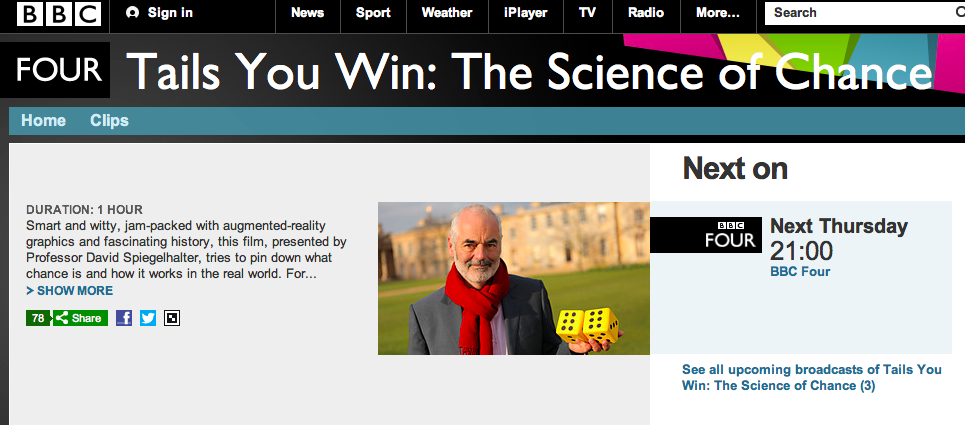 BBC Sign in News Sport Weather iPlayer TV Radio More... Search
FOUR Tails You Win: The Science of Chance
Home Clips
Next on
DURATION: 1 HOUR
Smart and witty, jam-packed with augmented-reality
graphics and fascinating history, this film, presented by
Professor David Spiegelhalter, tries to pin down what
chance is and how it works in the real world. For...
> SHOW MORE
78 Share
BBC
FOUR
Next Thursday
21:00
BBC Four
See all upcoming broadcasts of Tails You
Win: The Science of Chance (3)